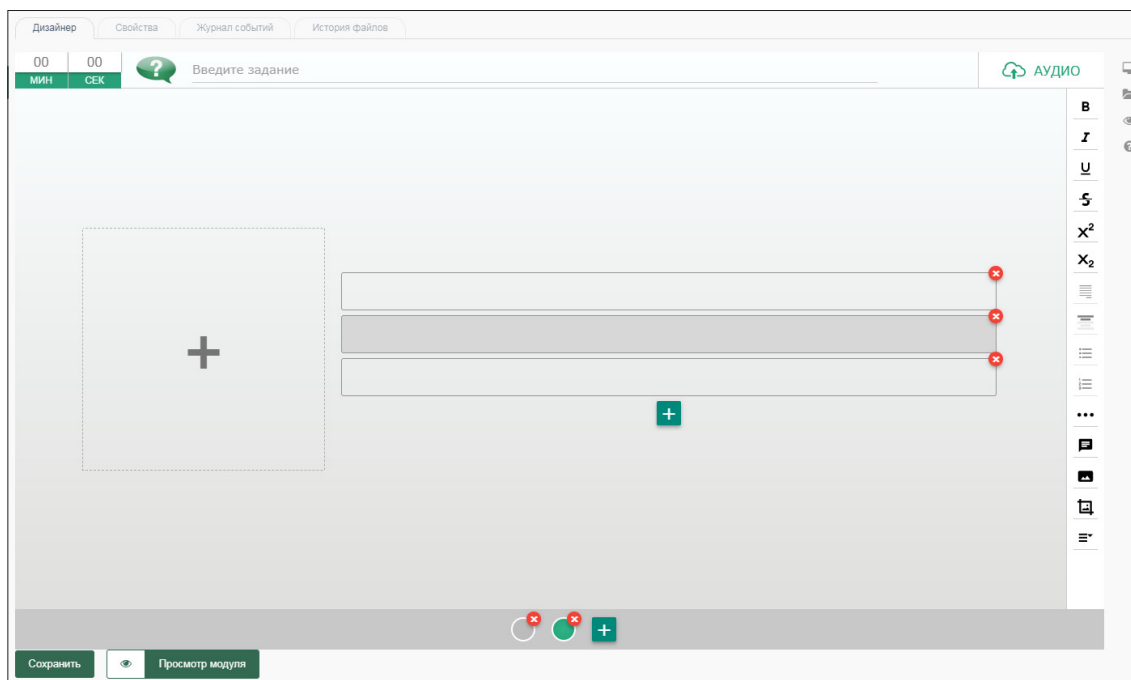 Дизайнер Свойства Журнал событий История файлов
00 00
МИН СЕК
Введите задание
АУДИО
B
I
U
S
X²
X₂
Сохранить Просмотр модуля